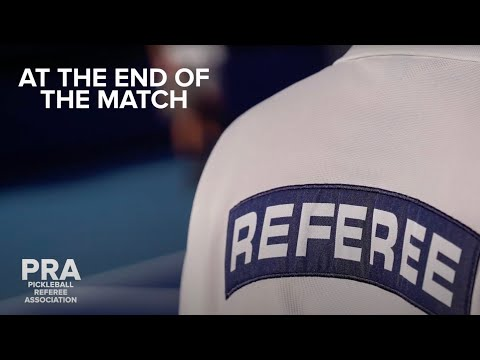 AT THE END OF
THE MATCH
REFEREE
PRA
PICKLEBALL
REFEREE
ASSOCIATION